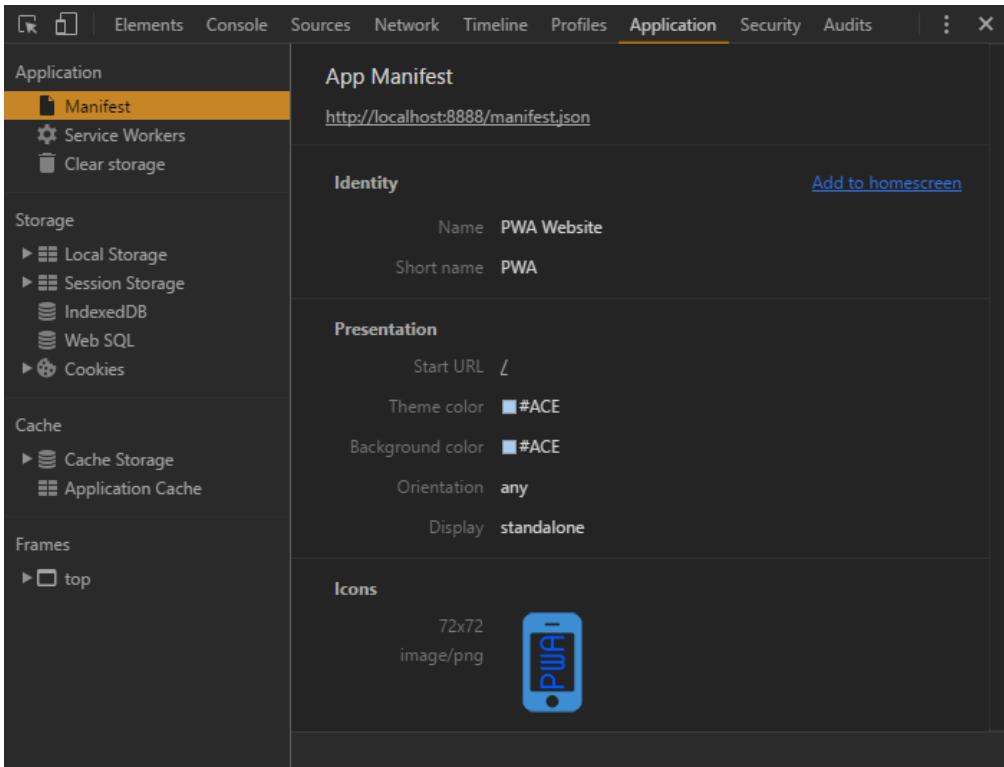 Elements Console Sources Network Timeline Profiles Application Security Audits
Application
Manifest
Service Workers
Clear storage
Storage
Local Storage
Session Storage
IndexedDB
Web SQL
Cookies
Cache
Cache Storage
Application Cache
Frames
top
App Manifest
http://localhost:8888/manifest.json
Identity Add to homescreen
Name PWA Website
Short name PWA
Presentation
Start URL /
Theme color #ACE
Background color #ACE
Orientation any
Display standalone
Icons
72x72
image/png
PWA